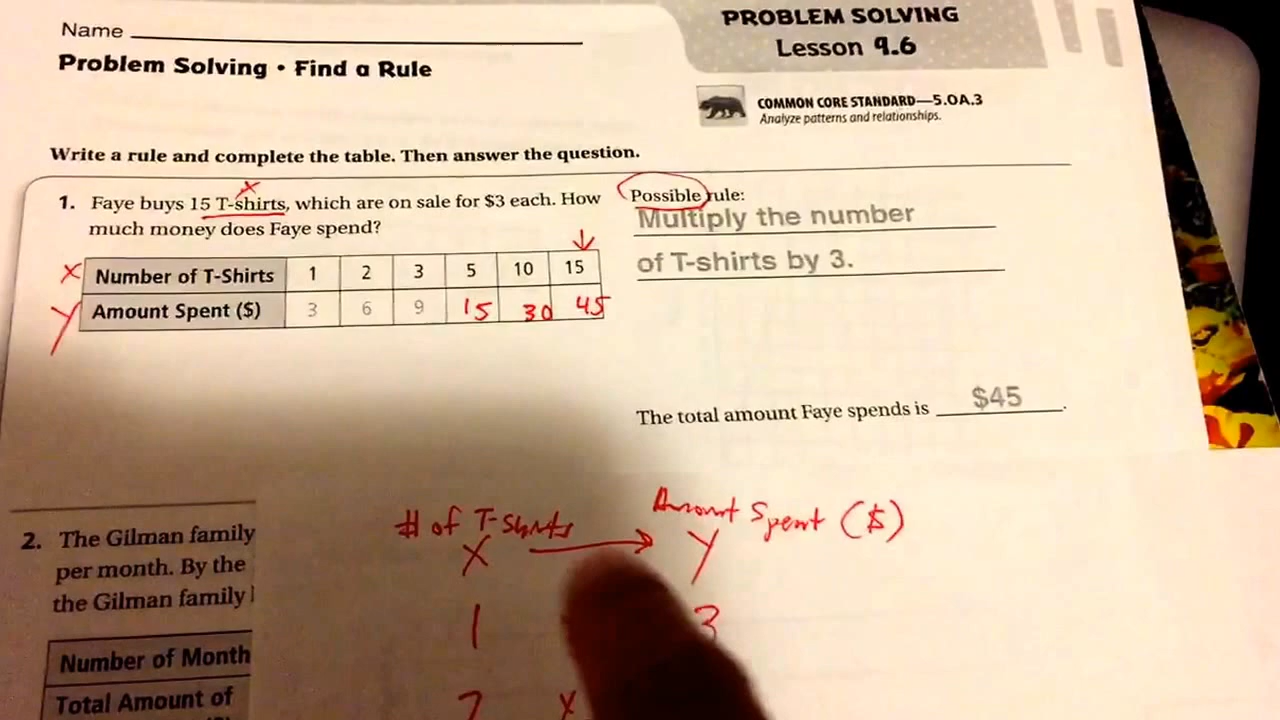 PROBLEM SOLVING
Lesson 9.6
Name
Problem Solving • Find a Rule
COMMON CORE STANDARD—5.OA.3
Analyze patterns and relationships.
Write a rule and complete the table. Then answer the question.
x
1. Faye buys 15 T-shirts, which are on sale for $3 each. How
much money does Faye spend?
Possible rule:
Multiply the number
of T-shirts by 3.
X Number of T-Shirts 1 2 3 5 10 15
Y Amount Spent ($) 3 6 9 15 30 45
The total amount Faye spends is $45.
# of T-shirts Amount Spent ($)
X Y
1 3
2 x
2. The Gilman family
per month. By the
the Gilman family
Number of Month
Total Amount of